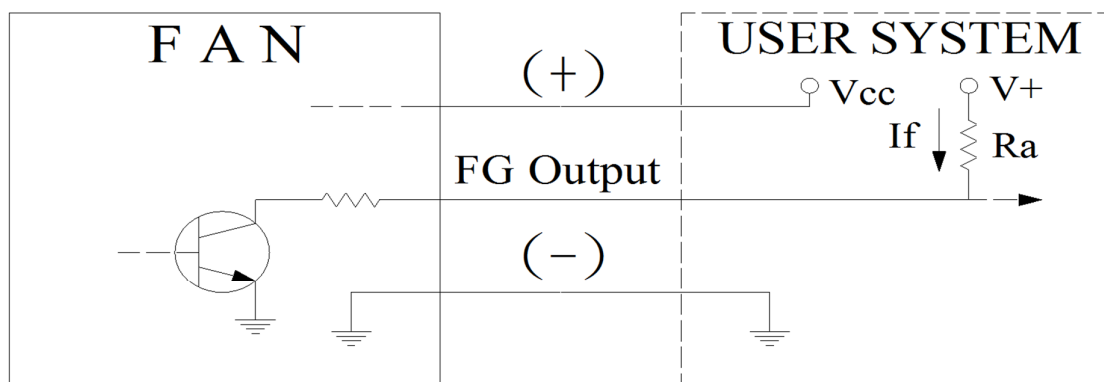 F A N
USER SYSTEM
(+)
Vcc
V+
If
Ra
FG Output
(-)